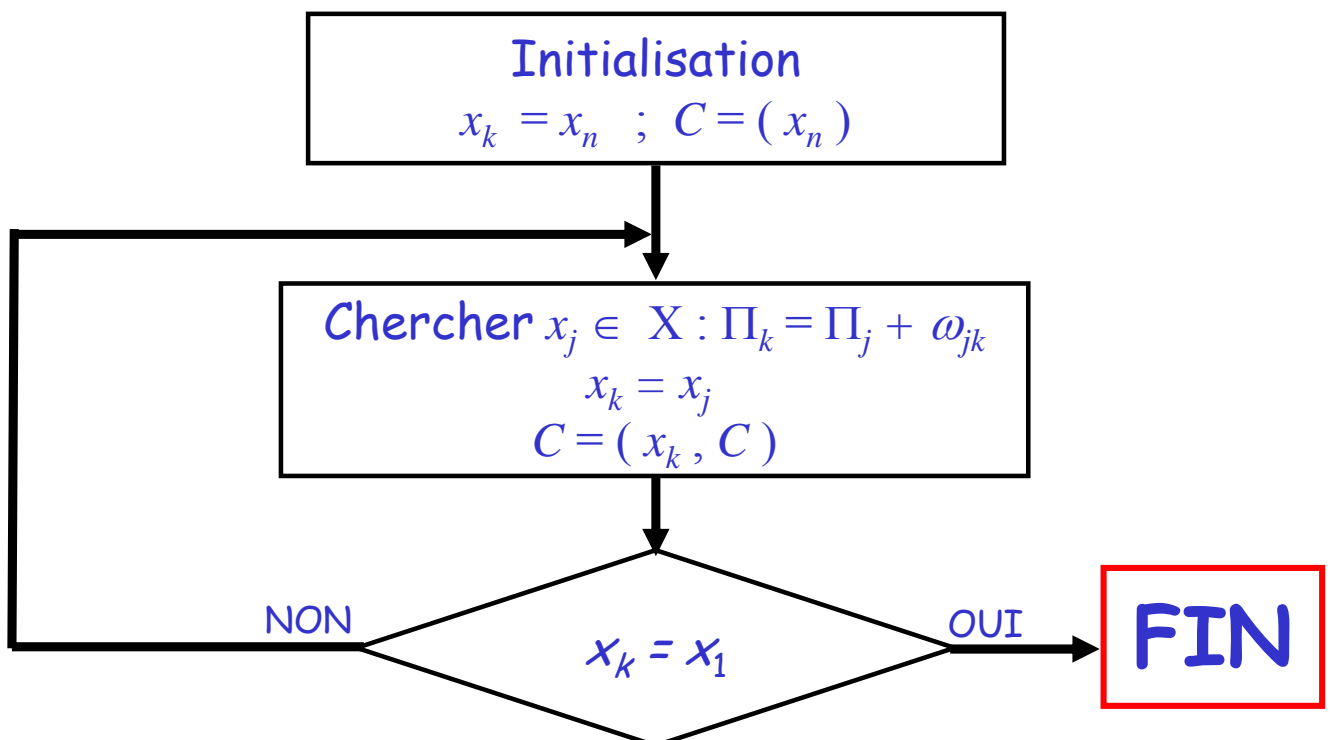 Initialisation
x_k = x_n ; C = ( x_n )
Chercher x_j ∈ X : Π_k = Π_j + ω_jk
x_k = x_j
C = ( x_k , C )
NON
x_k = x_1
OUI
FIN